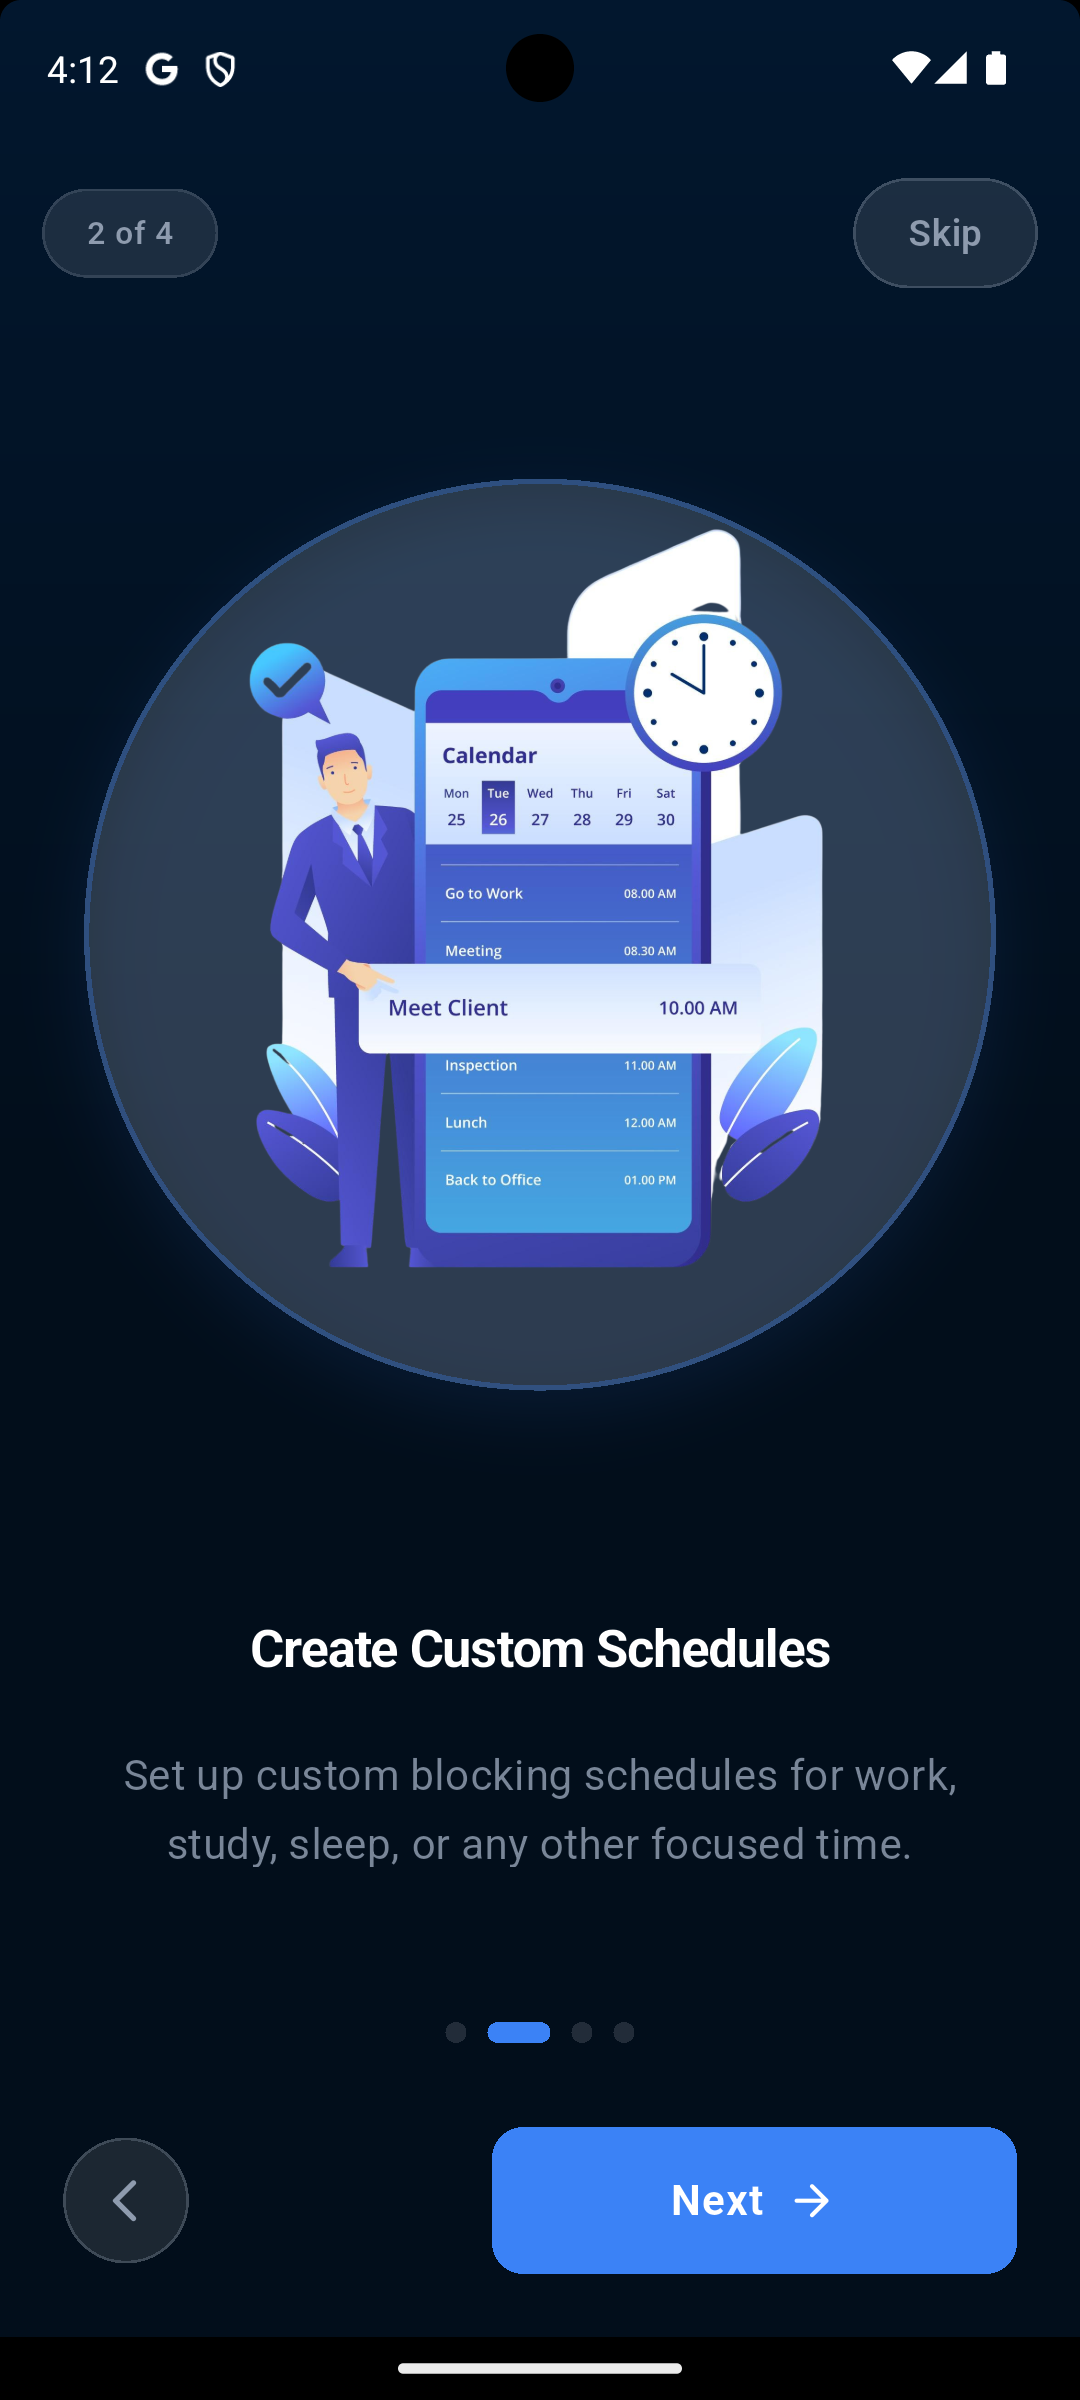 4:12
2 of 4
Skip
Calendar
Mon Tue Wed Thu Fri Sat
25 26 27 28 29 30
Go to Work 08.00 AM
Meeting 08.30 AM
Meet Client 10.00 AM
Inspection 11.00 AM
Lunch 12.00 AM
Back to Office 01.00 PM
Create Custom Schedules
Set up custom blocking schedules for work,
study, sleep, or any other focused time.
Next